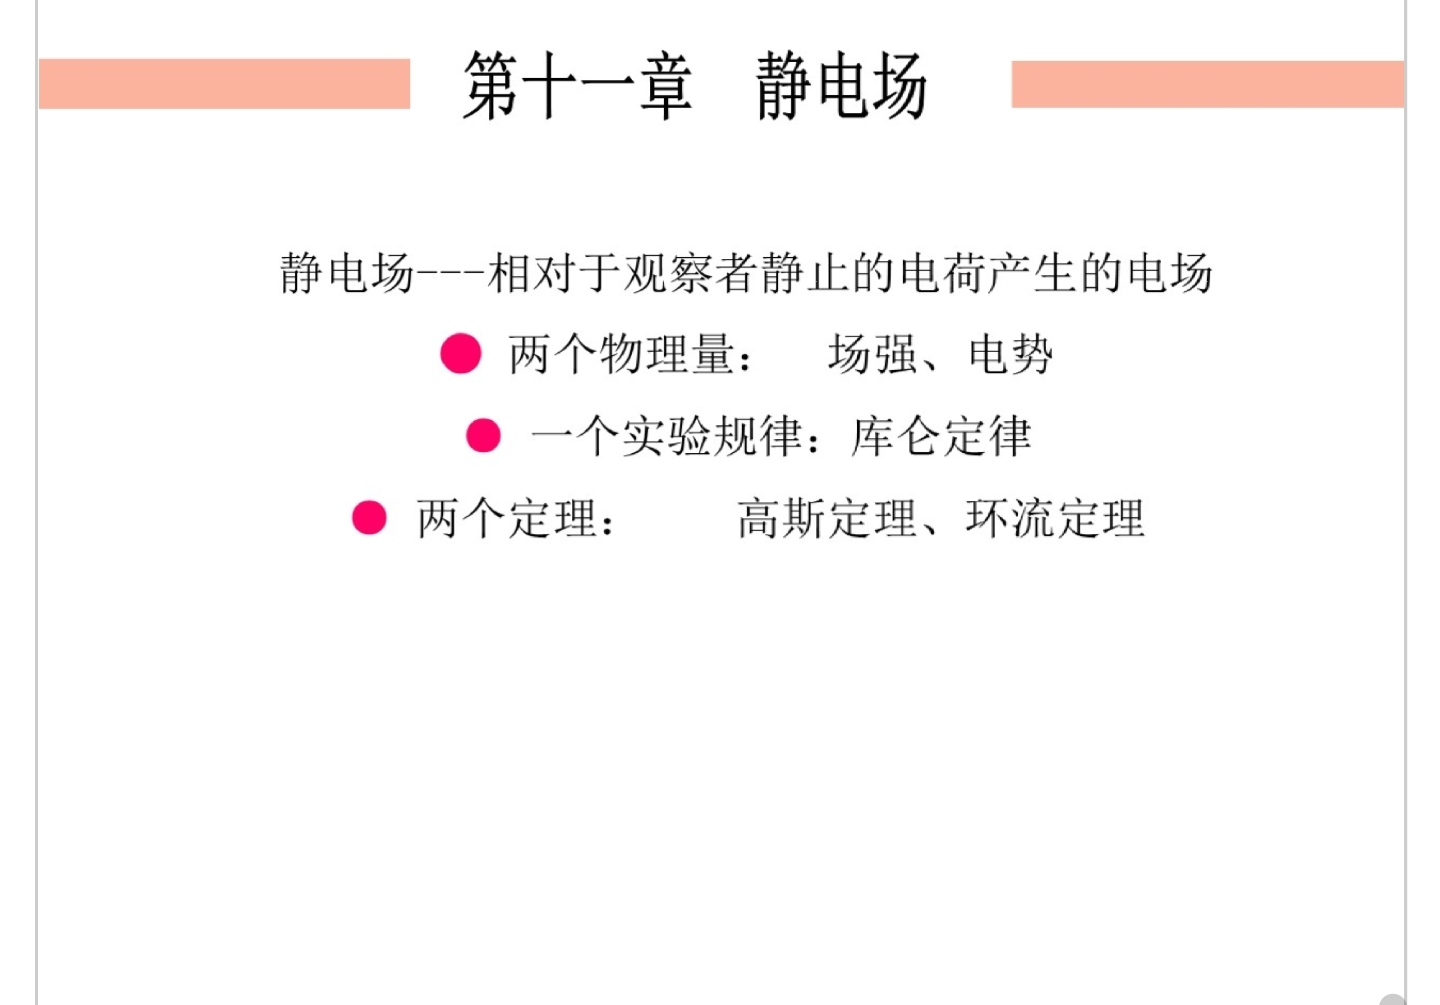 第十一章　静电场
静电场---相对于观察者静止的电荷产生的电场
● 两个物理量：　场强、电势
● 一个实验规律：库仑定律
● 两个定理：　　高斯定理、环流定理